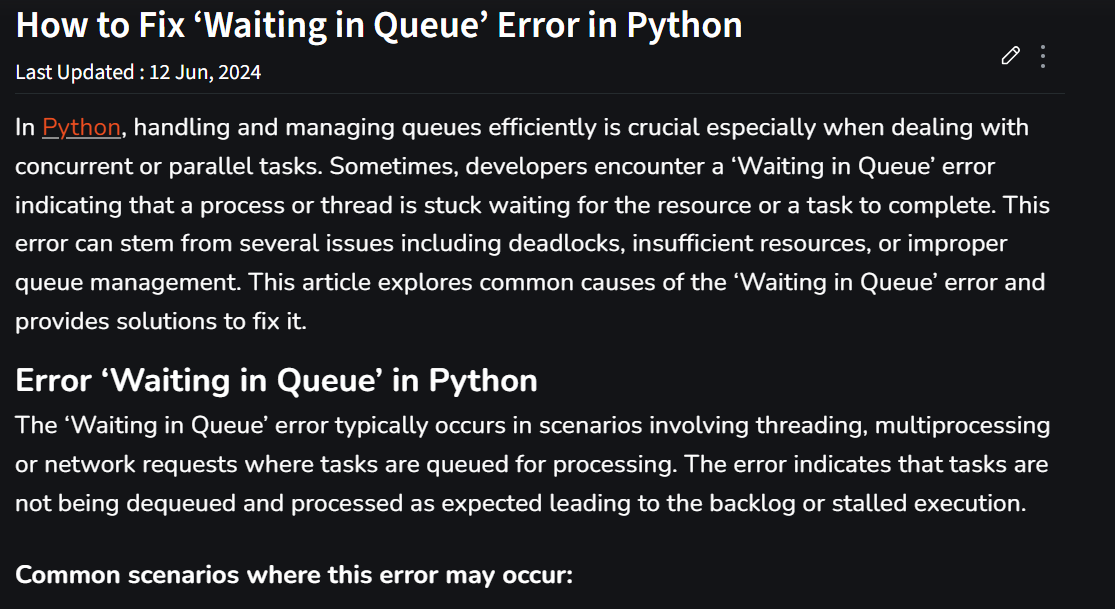 How to Fix ‘Waiting in Queue’ Error in Python
Last Updated : 12 Jun, 2024
In Python, handling and managing queues efficiently is crucial especially when dealing with
concurrent or parallel tasks. Sometimes, developers encounter a ‘Waiting in Queue’ error
indicating that a process or thread is stuck waiting for the resource or a task to complete. This
error can stem from several issues including deadlocks, insufficient resources, or improper
queue management. This article explores common causes of the ‘Waiting in Queue’ error and
provides solutions to fix it.
Error ‘Waiting in Queue’ in Python
The ‘Waiting in Queue’ error typically occurs in scenarios involving threading, multiprocessing
or network requests where tasks are queued for processing. The error indicates that tasks are
not being dequeued and processed as expected leading to the backlog or stalled execution.
Common scenarios where this error may occur: